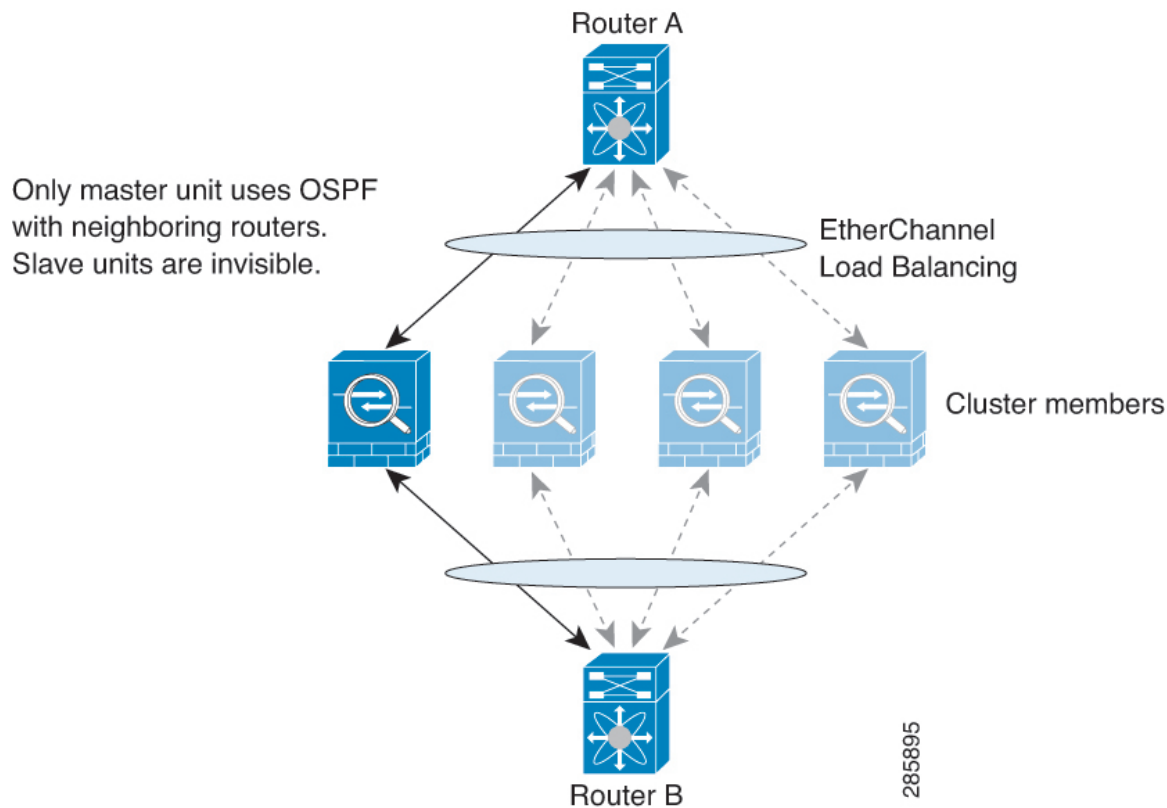 Router A
Only master unit uses OSPF
with neighboring routers.
Slave units are invisible.
EtherChannel
Load Balancing
Cluster members
Router B
285895